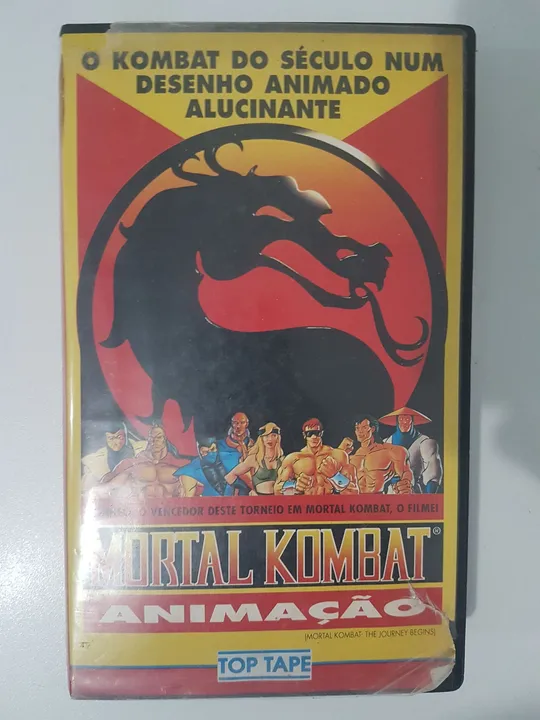 O KOMBAT DO SÉCULO NUM
DESENHO ANIMADO
ALUCINANTE
O VENCEDOR DESTE TORNEIO EM MORTAL KOMBAT, O FILME!
MORTAL KOMBAT®
ANIMAÇÃO
(MORTAL KOMBAT: THE JOURNEY BEGINS)
TOP TAPE